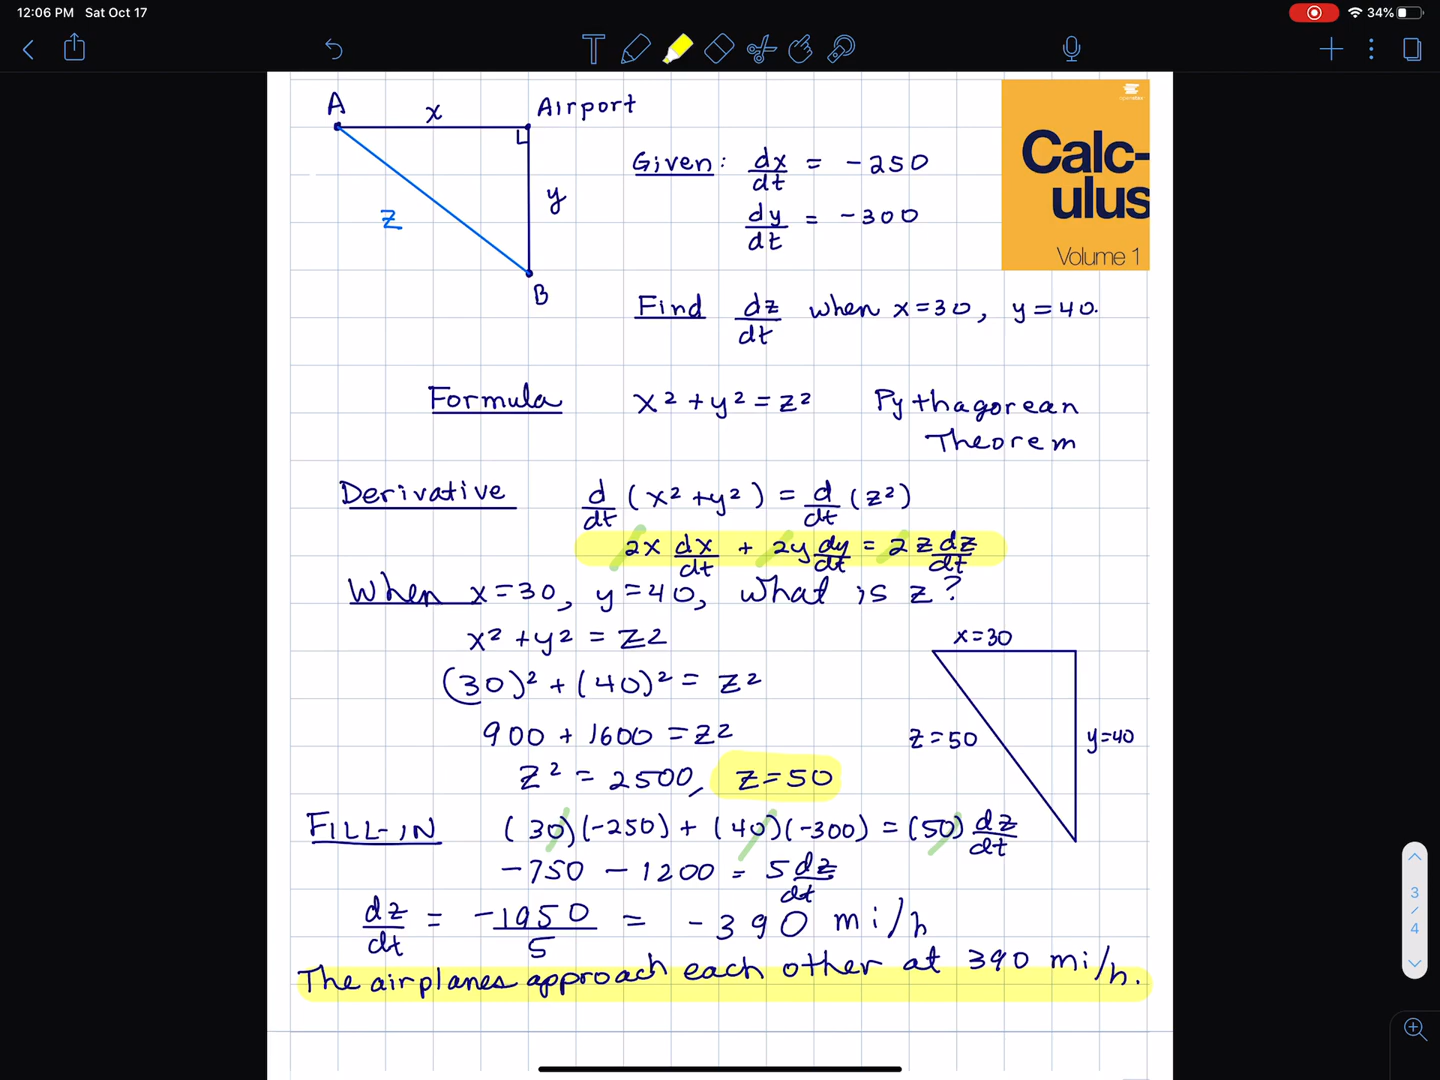 12:06 PM Sat Oct 17
34%
A
x
Airport
Calc-
ulus
Volume 1
Given: dx/dt = -250
dy/dt = -300
y
z
B
Find dz/dt when x=30, y=40.
Formula x² + y² = z² Pythagorean
Theorem
Derivative d/dt (x² + y²) = d/dt (z²)
2x dx/dt + 2y dy/dt = 2z dz/dt
When x=30, y=40, what is z?
x² + y² = z²
x=30
(30)² + (40)² = z²
900 + 1600 = z²
z=50
y=40
z² = 2500, z=50
FILL-IN (30)(-250) + (40)(-300) = (50) dz/dt
-750 - 1200 = 5 dz/dt
dz/dt = -1950/5 = -390 mi/h
The airplanes approach each other at 390 mi/h.
3
/
4